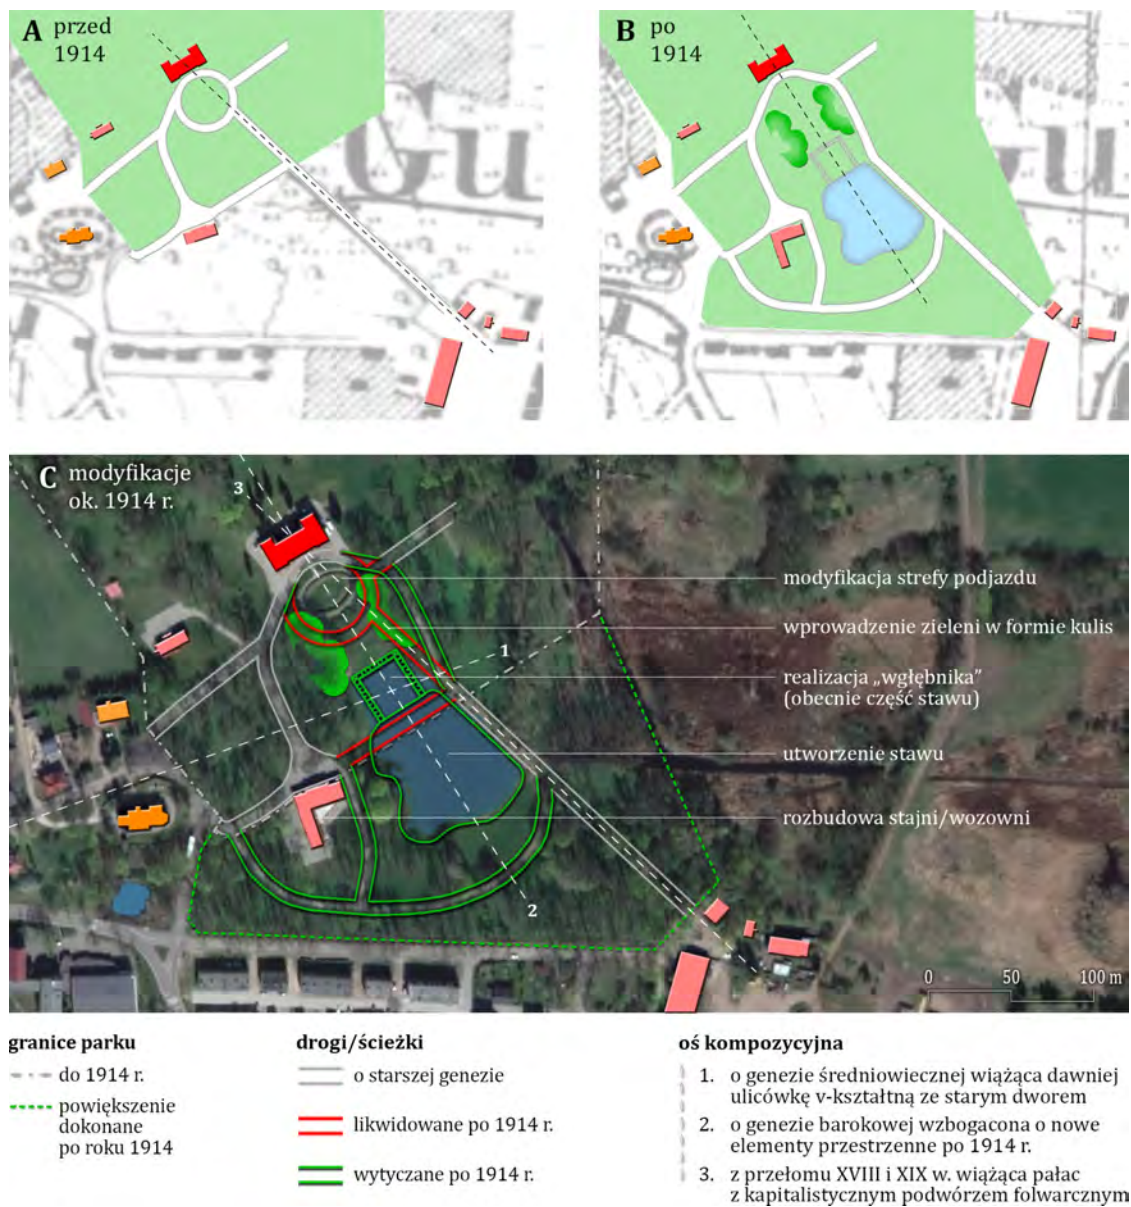 A przed
1914
Gu
B po
1914
Gu
C modyfikacje
ok. 1914 r.
3
modyfikacja strefy podjazdu
wprowadzenie zieleni w formie kulis
1
realizacja „wgłębnika”
(obecnie część stawu)
utworzenie stawu
rozbudowa stajni/wozowni
2
0 50 100 m
granice parku
do 1914 r.
powiększenie
dokonane
po roku 1914
drogi/ścieżki
o starszej genezie
likwidowane po 1914 r.
wytyczane po 1914 r.
oś kompozycyjna
1. o genezie średniowiecznej wiążąca dawniej
ulicówkę v-kształtną ze starym dworem
2. o genezie barokowej wzbogacona o nowe
elementy przestrzenne po 1914 r.
3. z przełomu XVIII i XIX w. wiążąca pałac
z kapitalistycznym podwórzem folwarcznym